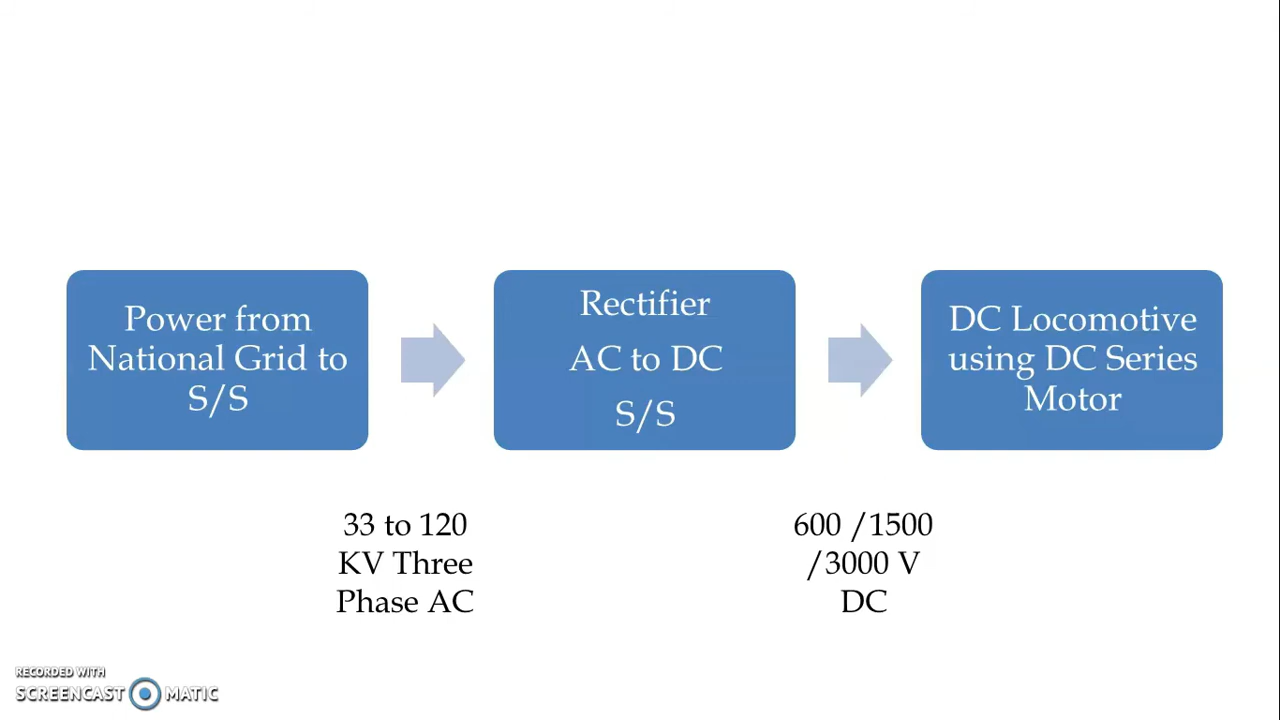 Power from
National Grid to
S/S
Rectifier
AC to DC
S/S
DC Locomotive
using DC Series
Motor
33 to 120
KV Three
Phase AC
600 /1500
/3000 V
DC
RECORDED WITH
SCREENCAST MATIC